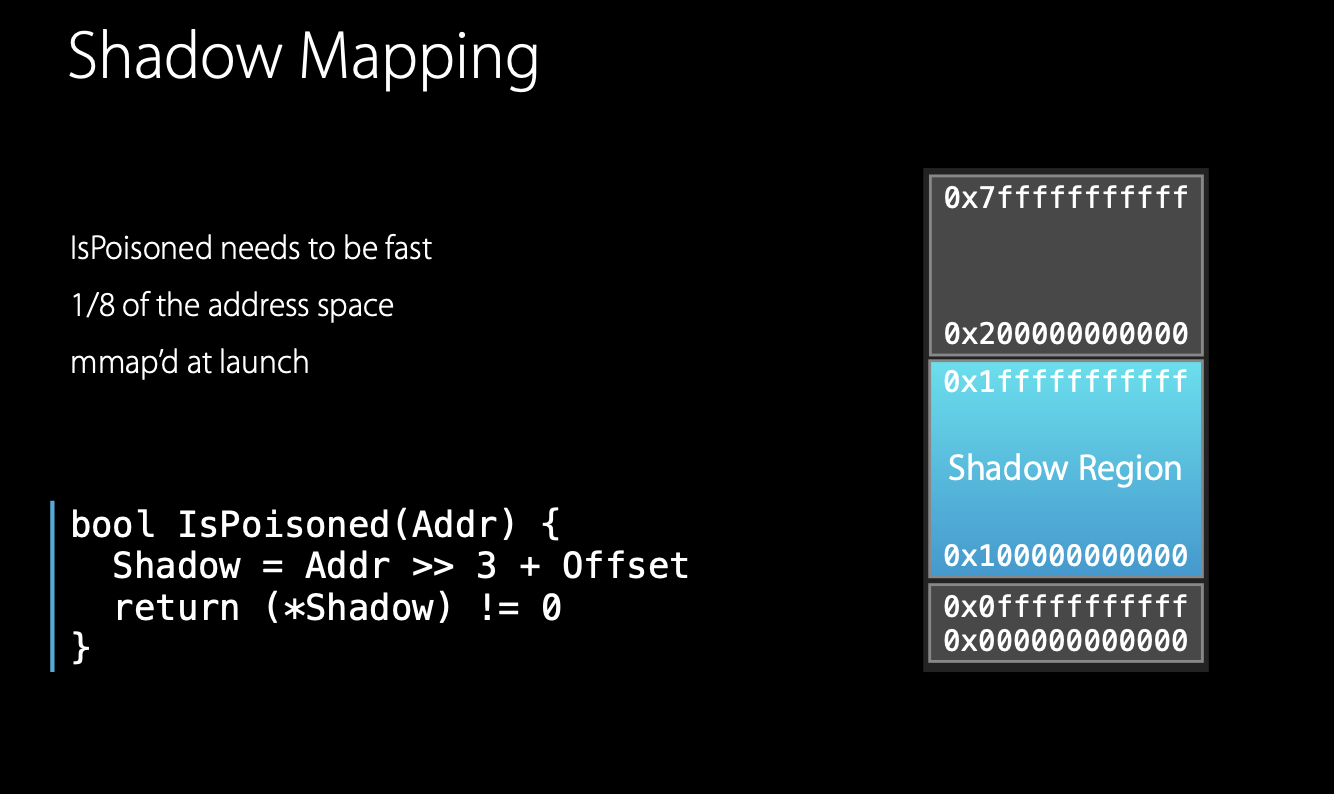 Shadow Mapping
IsPoisoned needs to be fast
1/8 of the address space
mmap’d at launch
bool IsPoisoned(Addr) {
  Shadow = Addr >> 3 + Offset
  return (*Shadow) != 0
}
0x7fffffffffff
0x200000000000
0x1fffffffffff
Shadow Region
0x100000000000
0x0fffffffffff
0x000000000000